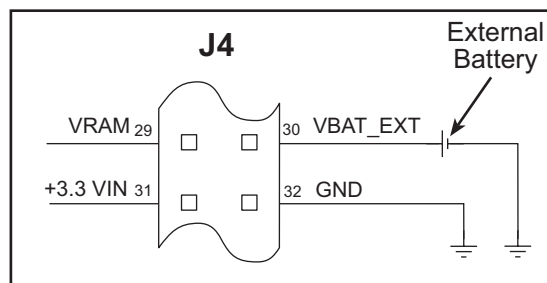 J4
External
Battery
VRAM 29
30 VBAT_EXT
+3.3 VIN 31
32 GND